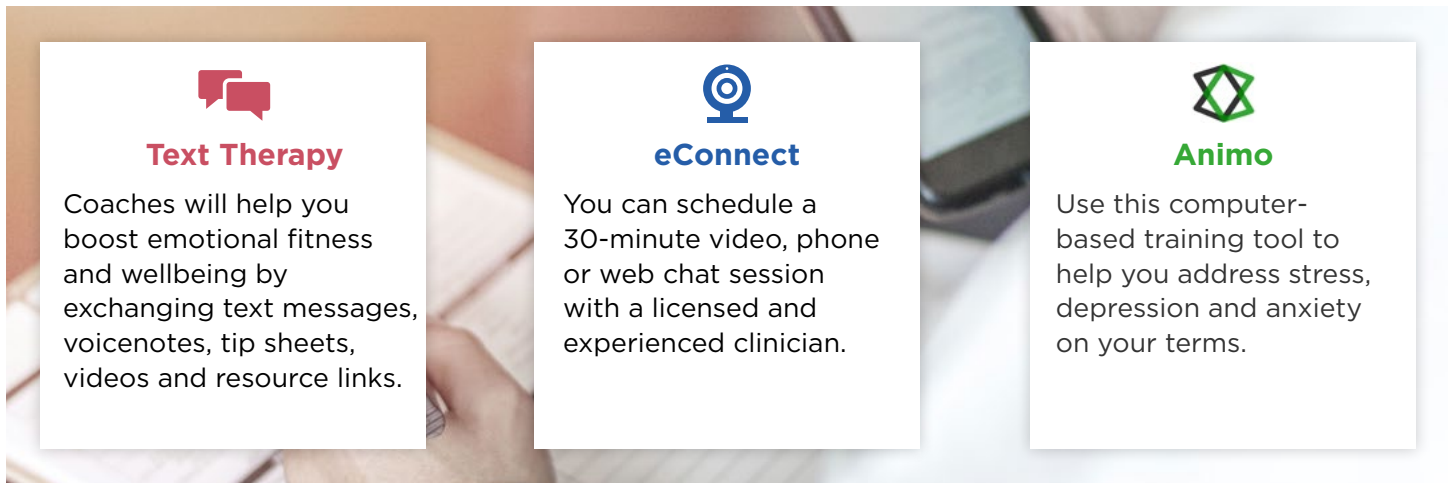 Text Therapy
Coaches will help you
boost emotional fitness
and wellbeing by
exchanging text messages,
voicenotes, tip sheets,
videos and resource links.
eConnect
You can schedule a
30-minute video, phone
or web chat session
with a licensed and
experienced clinician.
Animo
Use this computer-
based training tool to
help you address stress,
depression and anxiety
on your terms.